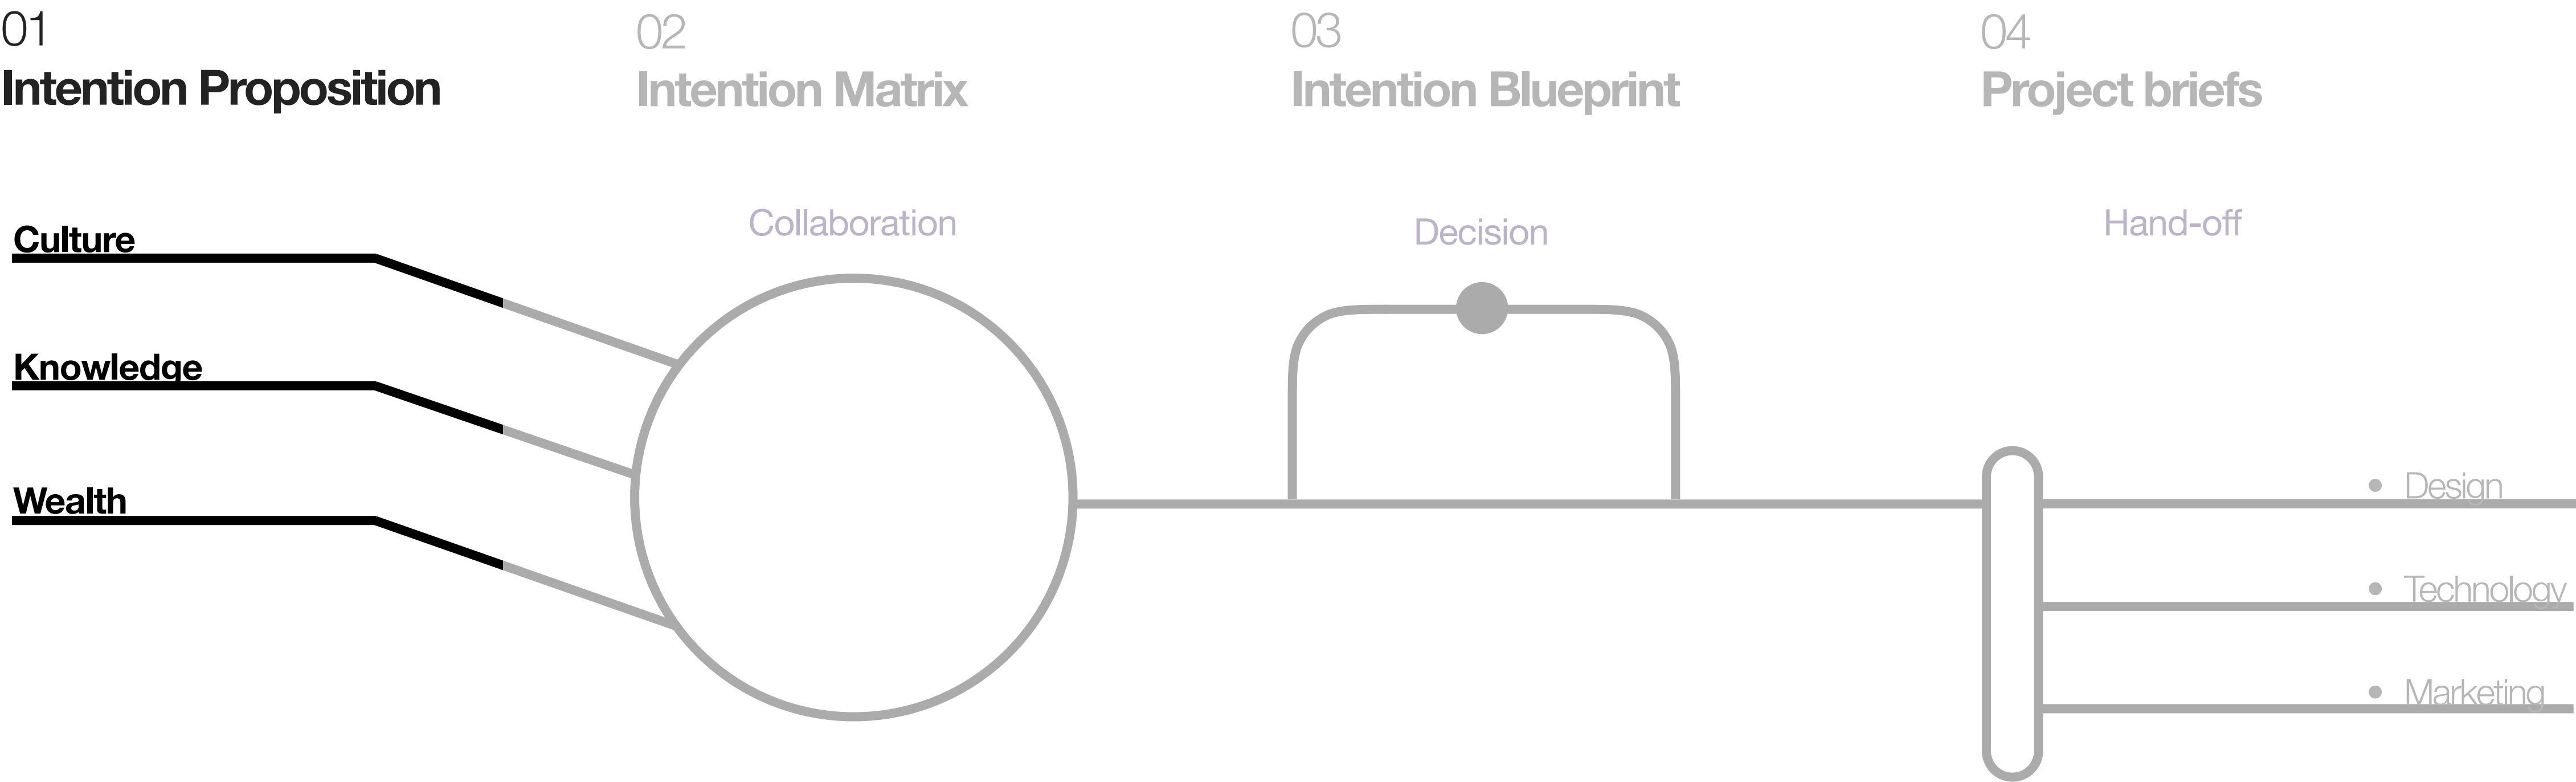 01
Intention Proposition
02
Intention Matrix
03
Intention Blueprint
04
Project briefs
Culture
Knowledge
Wealth
Collaboration
Decision
Hand-off
• Design
• Technology
• Marketing